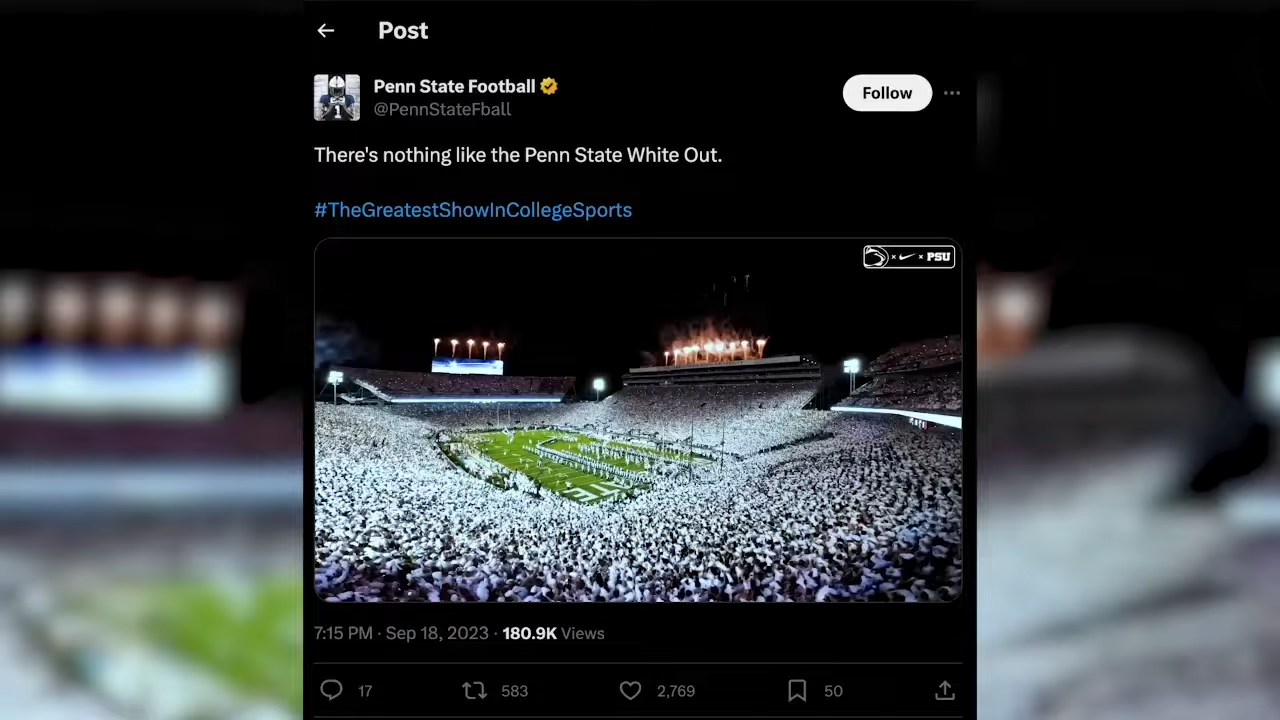 Post
Penn State Football
@PennStateFball
Follow
There's nothing like the Penn State White Out.
#TheGreatestShowInCollegeSports
PSU
7:15 PM · Sep 18, 2023 · 180.9K Views
17
583
2,769
50